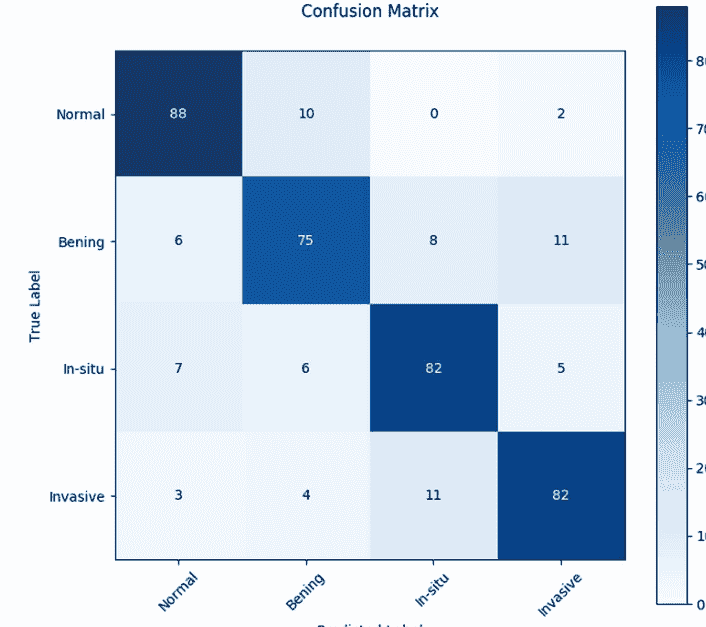 Confusion Matrix
Normal 88 10 0 2
Bening 6 75 8 11
In-situ 7 6 82 5
Invasive 3 4 11 82
True Label
Normal Bening In-situ Invasive
0